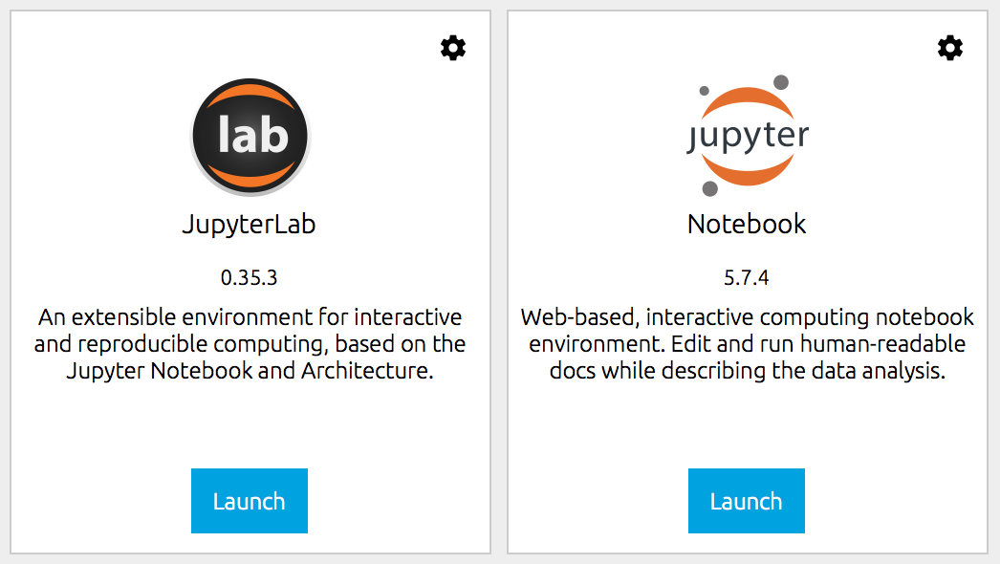 lab
JupyterLab
0.35.3
An extensible environment for interactive
and reproducible computing, based on the
Jupyter Notebook and Architecture.
Launch
jupyter
Notebook
5.7.4
Web-based, interactive computing notebook
environment. Edit and run human-readable
docs while describing the data analysis.
Launch